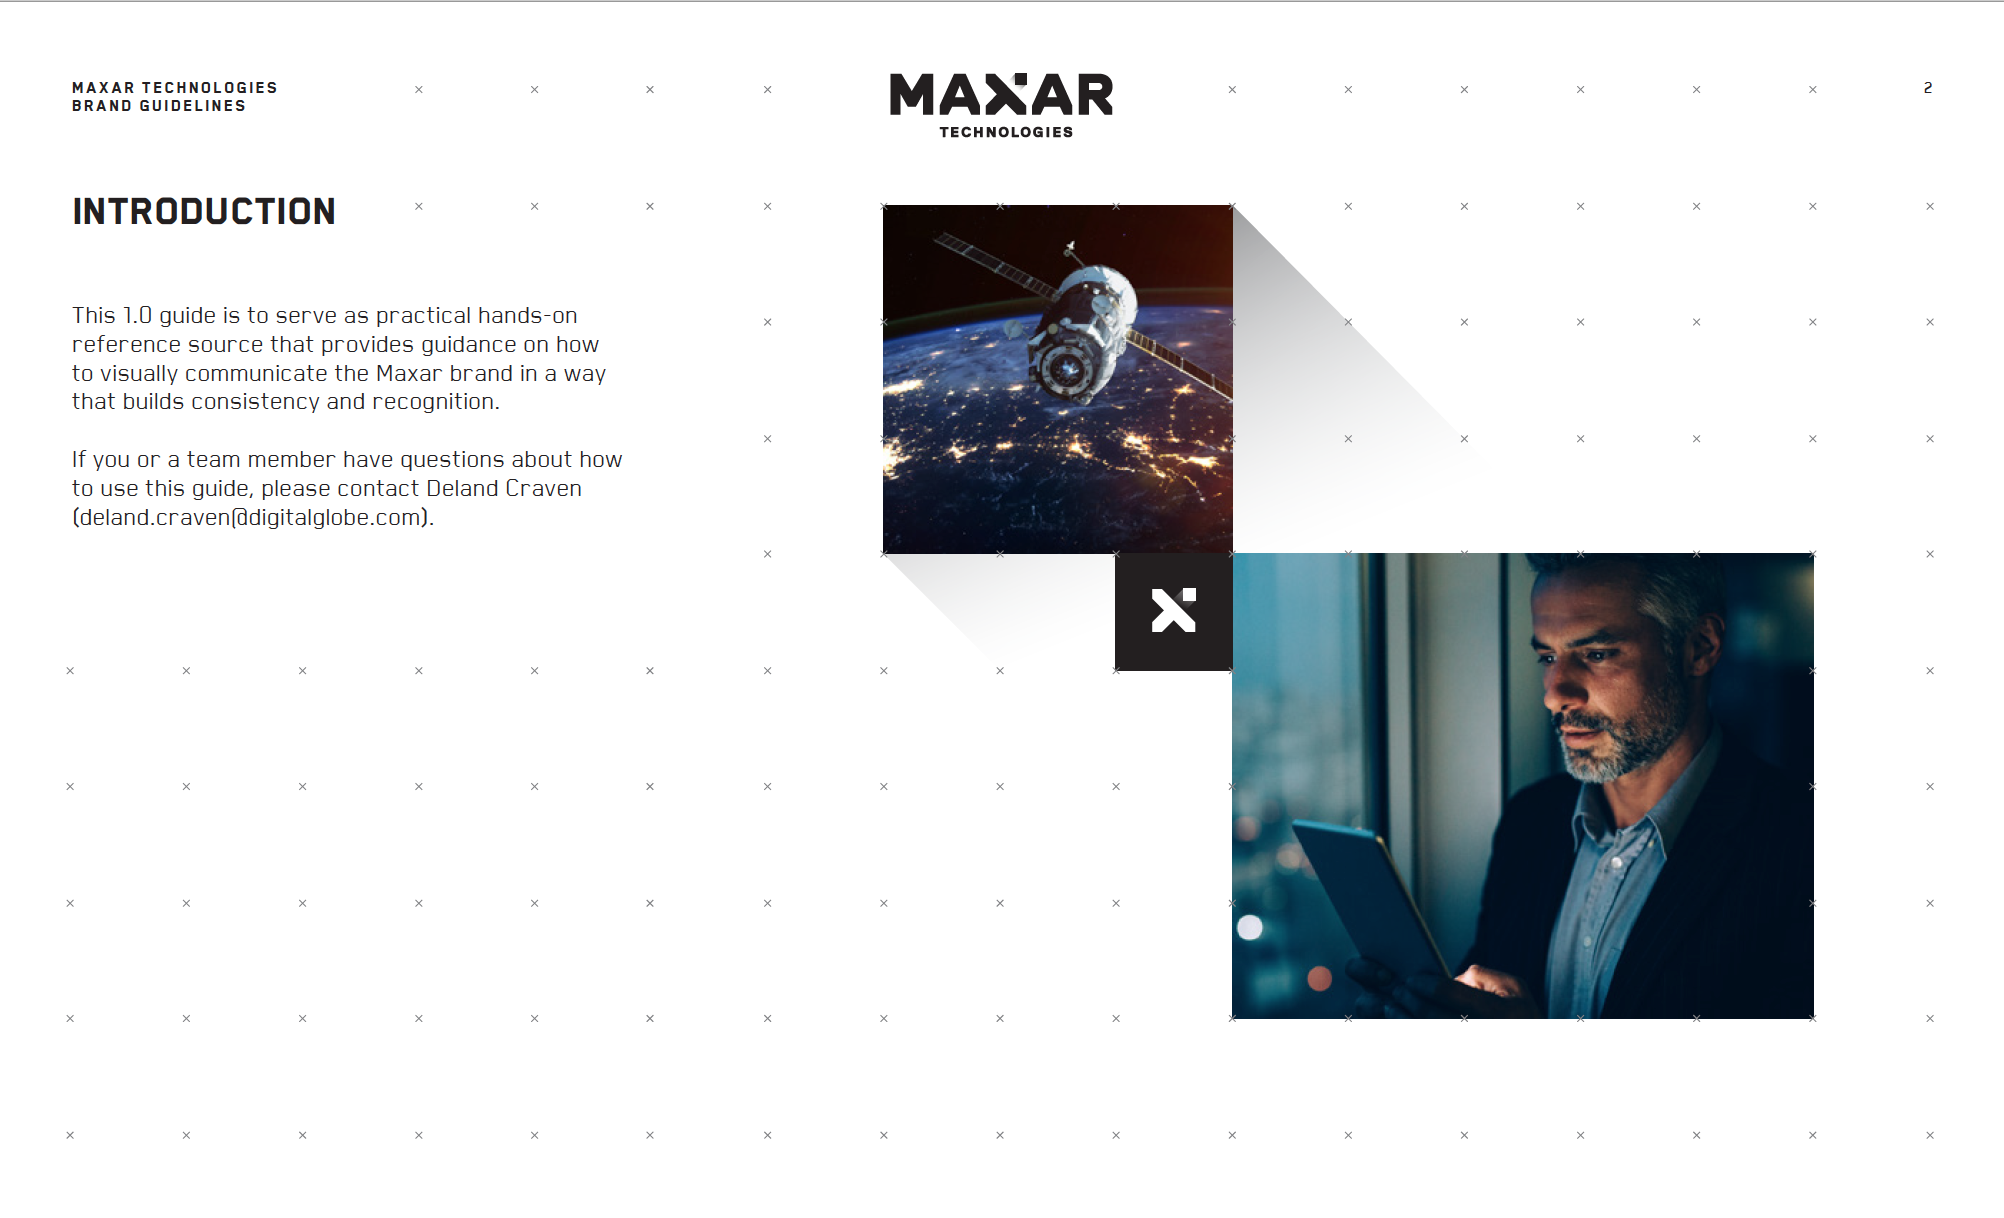 MAXAR TECHNOLOGIES
BRAND GUIDELINES
MAXAR
TECHNOLOGIES
2
INTRODUCTION
This 1.0 guide is to serve as practical hands-on
reference source that provides guidance on how
to visually communicate the Maxar brand in a way
that builds consistency and recognition.
If you or a team member have questions about how
to use this guide, please contact Deland Craven
(deland.craven@digitalglobe.com).
X